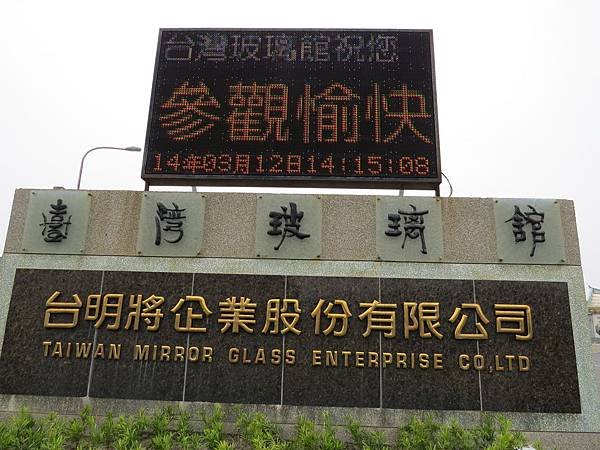 台灣玻璃館祝您
參觀愉快
14年03月12日14:15:08
臺灣玻璃館
台明將企業股份有限公司
TAIWAN MIRROR GLASS ENTERPRISE CO,.LTD